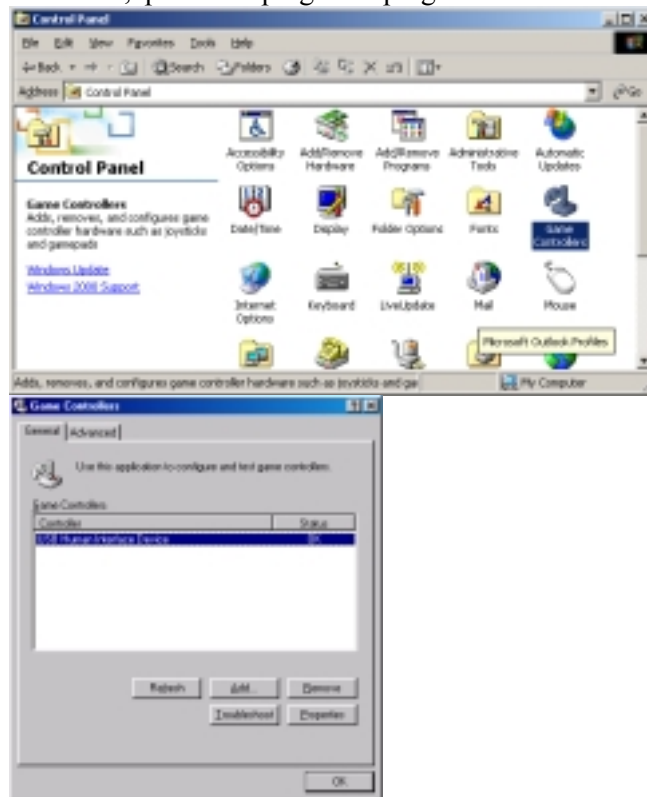 Control Panel
File Edit View Favorites Tools Help
Back Search Folders
Address Control Panel Go
Control Panel
Game Controllers
Adds, removes, and configures game
controller hardware such as joysticks
and gamepads
Windows Update
Windows 2000 Support
Accessibility
Options
Add/Remove
Hardware
Add/Remove
Programs
Administrative
Tools
Automatic
Updates
Date/Time
Display
Folder Options
Fonts
Game
Controllers
Internet
Options
Keyboard
LiveUpdate
Mail
Mouse
Microsoft Outlook Profiles
Adds, removes, and configures game controller hardware such as joysticks and ga
My Computer
Game Controllers
General Advanced
Use this application to configure and test game controllers.
Game Controllers
Controller Status
USB Human Interface Device OK
Refresh Add... Remove
Troubleshoot Properties
OK